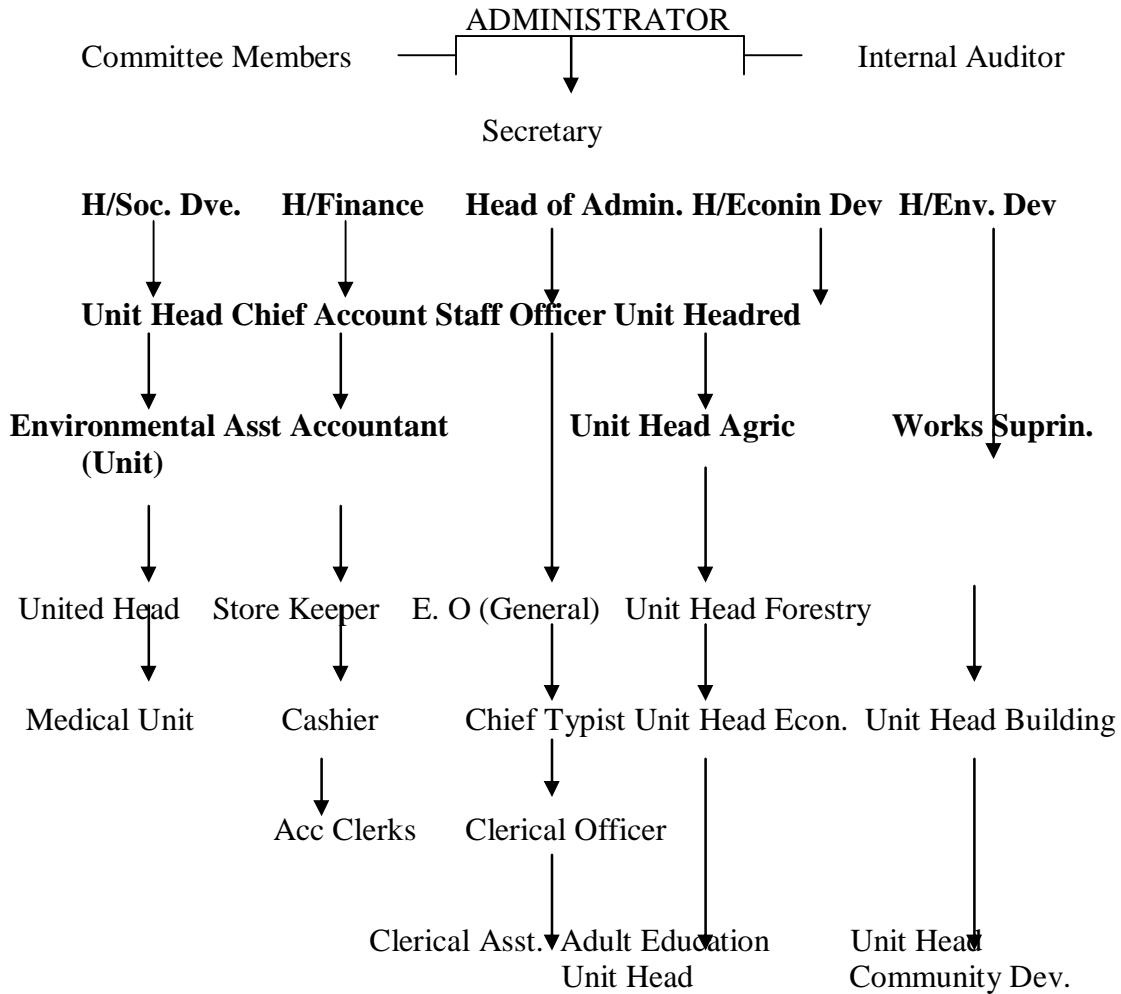 ADMINISTRATOR
Committee Members Internal Auditor
Secretary
H/Soc. Dve. H/Finance Head of Admin. H/Econin Dev H/Env. Dev
Unit Head Chief Account Staff Officer Unit Headred
Environmental Asst Accountant Unit Head Agric Works Suprin.
(Unit)
United Head Store Keeper E. O (General) Unit Head Forestry
Medical Unit Cashier Chief Typist Unit Head Econ. Unit Head Building
Acc Clerks Clerical Officer
Clerical Asst. Adult Education Unit Head
Unit Head Community Dev.